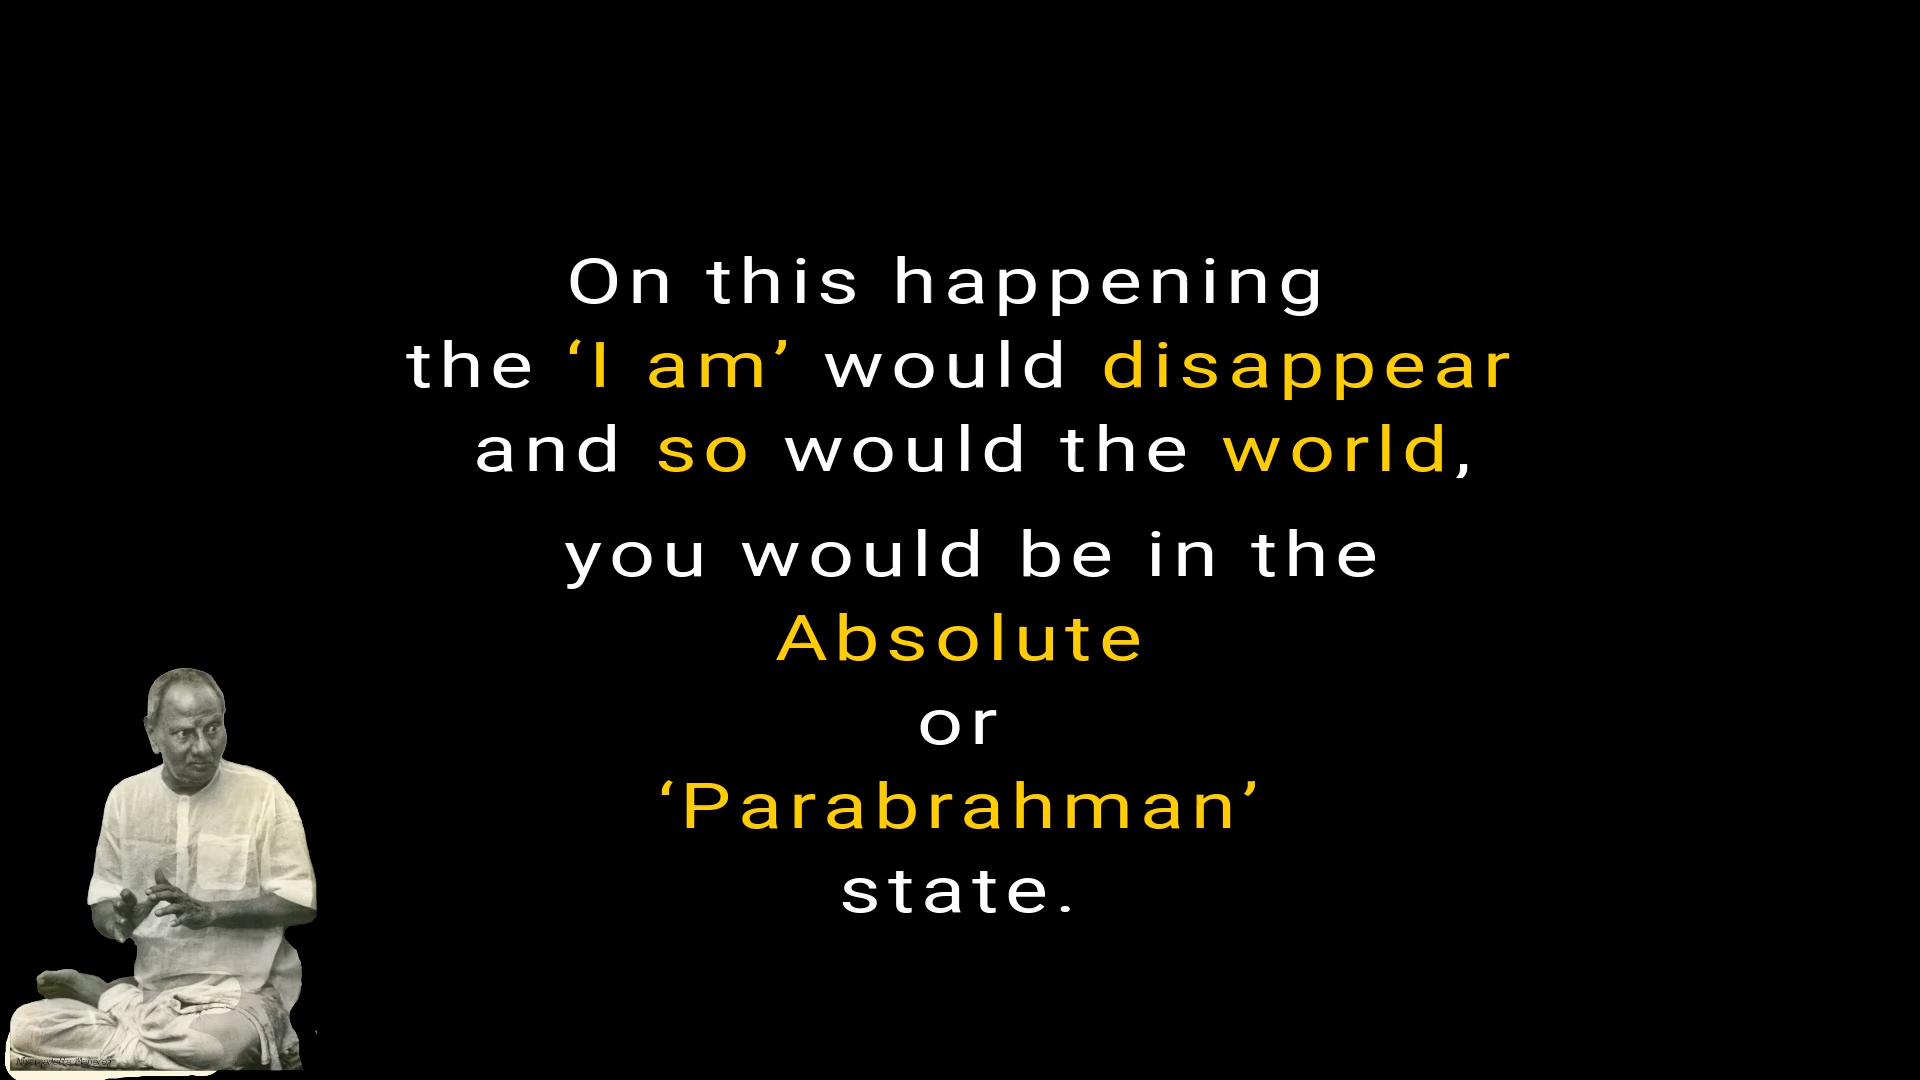 On this happening
the ‘I am’ would disappear
and so would the world,
you would be in the
Absolute
or
‘Parabrahman’
state.